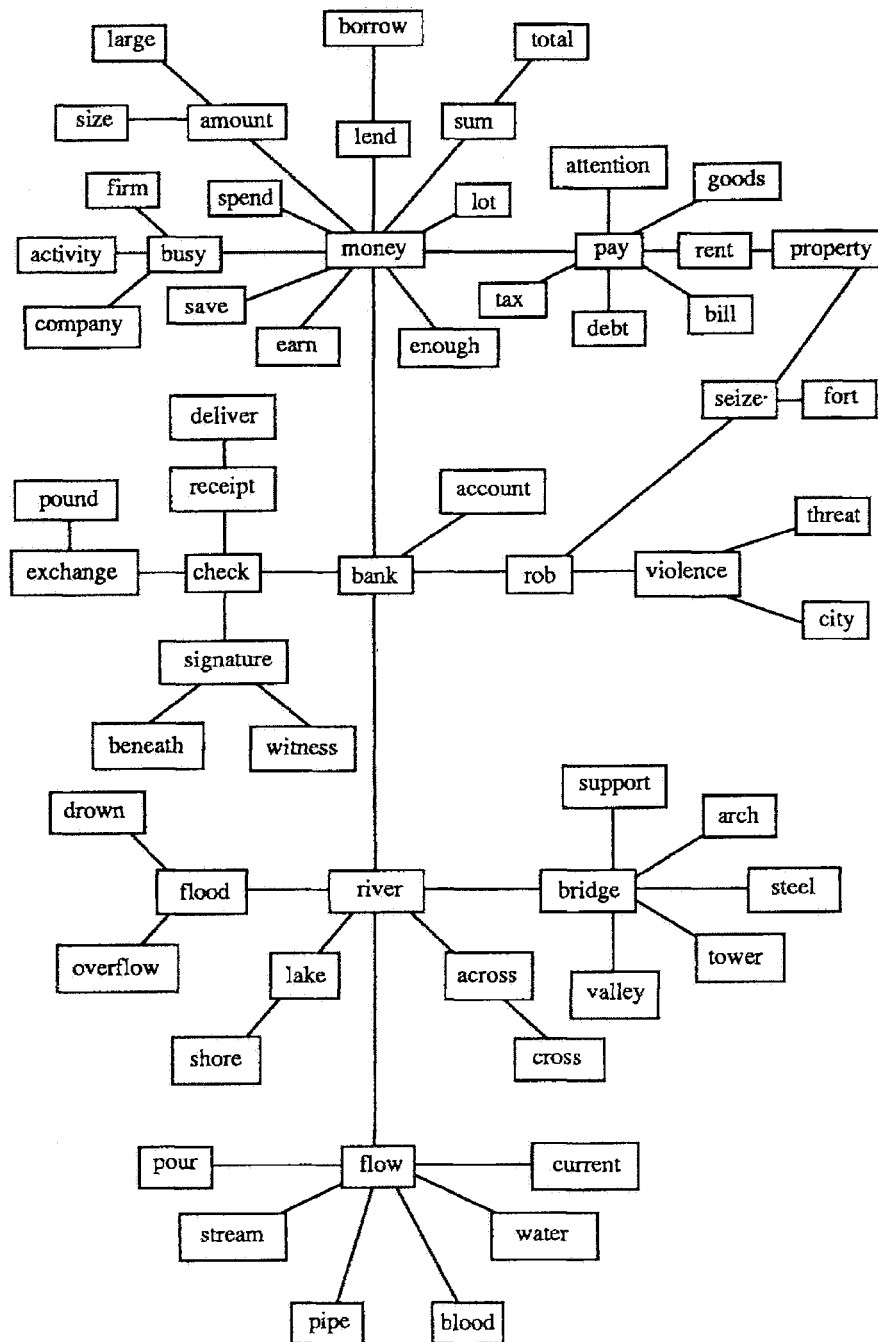 borrow
total
large
size
amount
lend
sum
attention
goods
firm
spend
lot
activity
busy
money
pay
rent
property
company
save
tax
earn
enough
debt
bill
deliver
seize
fort
pound
receipt
account
threat
exchange
check
bank
rob
violence
city
signature
beneath
witness
drown
support
arch
flood
river
bridge
steel
overflow
lake
across
tower
valley
shore
cross
pour
flow
current
stream
water
pipe
blood